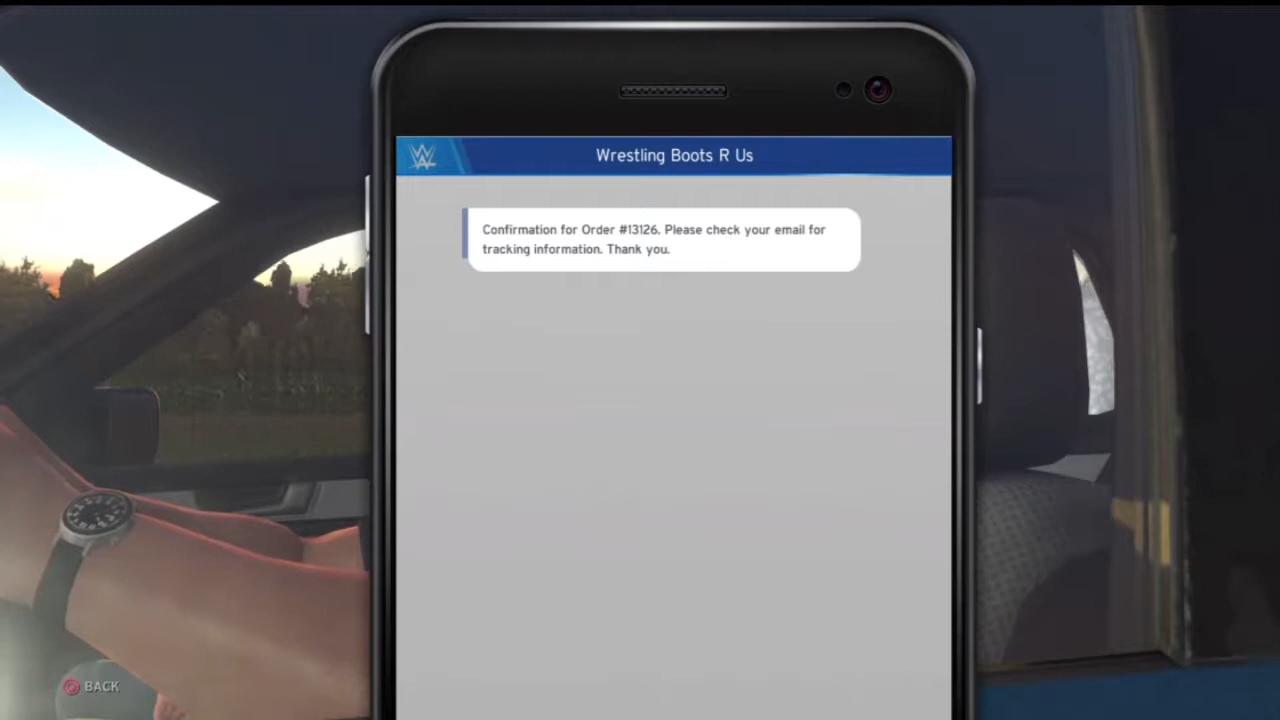 Wrestling Boots R Us
Confirmation for Order #13126. Please check your email for
tracking information. Thank you.
BACK